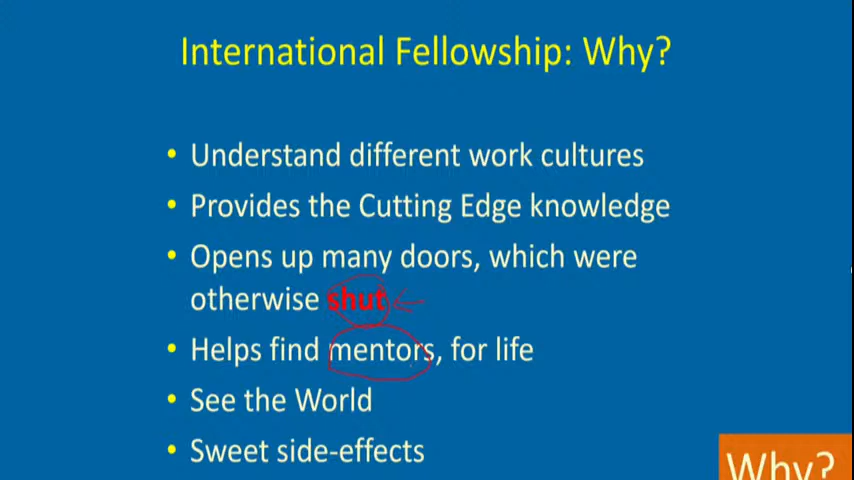 International Fellowship: Why?
• Understand different work cultures
• Provides the Cutting Edge knowledge
• Opens up many doors, which were
otherwise shut
• Helps find mentors, for life
• See the World
• Sweet side-effects
Why?